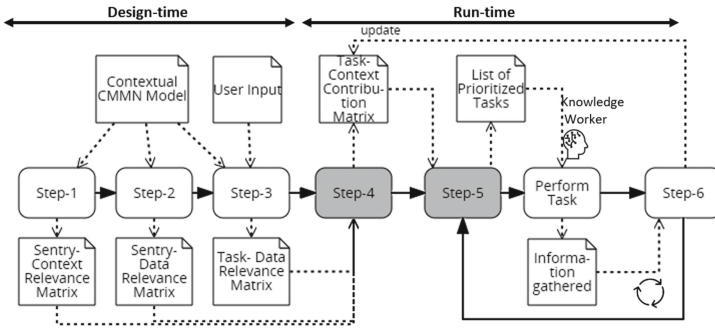 Design-time
Run-time
update
Contextual
CMMN Model
User Input
Task-
Context
Contribu-
tion
Matrix
List of
Prioritized
Tasks
Knowledge
Worker
Step-1
Step-2
Step-3
Step-4
Step-5
Perform
Task
Step-6
Sentry-
Context
Relevance
Matrix
Sentry-
Data
Relevance
Matrix
Task- Data
Relevance
Matrix
Informa-
tion
gathered